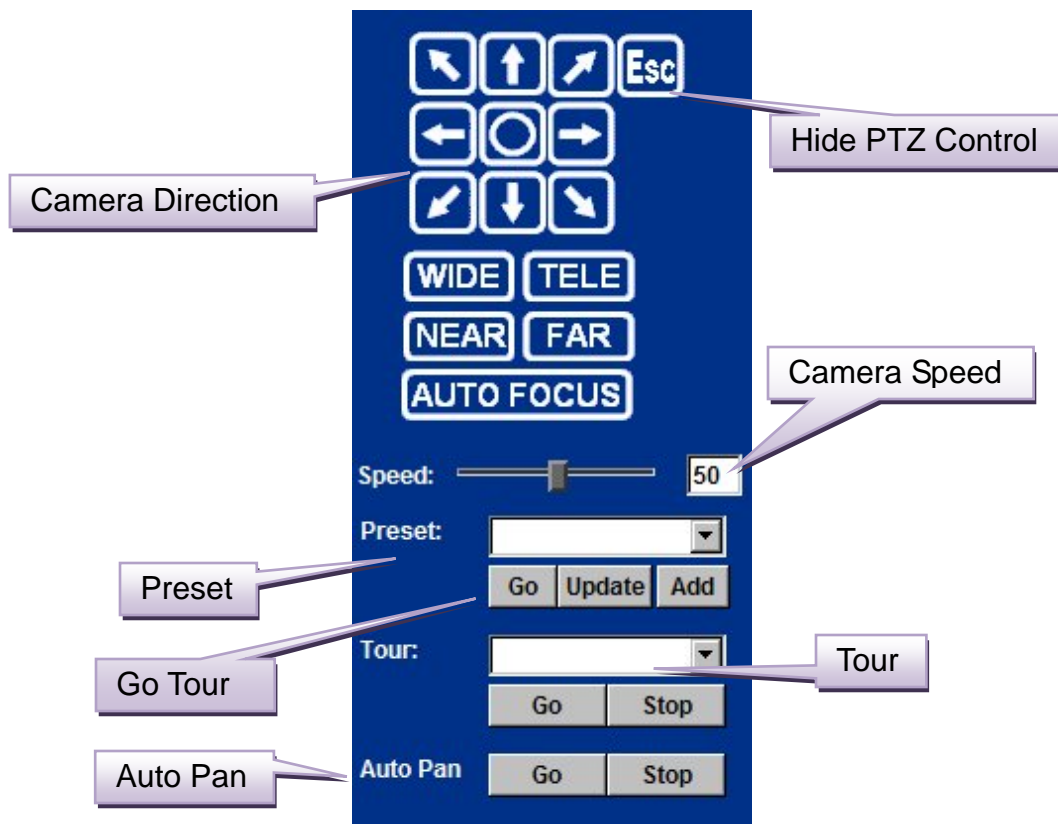 Esc
Hide PTZ Control
Camera Direction
WIDE TELE
NEAR FAR
AUTO FOCUS
Camera Speed
Speed: 50
Preset:
Preset
Go Update Add
Tour:
Tour
Go Tour
Go Stop
Auto Pan
Auto Pan Go Stop